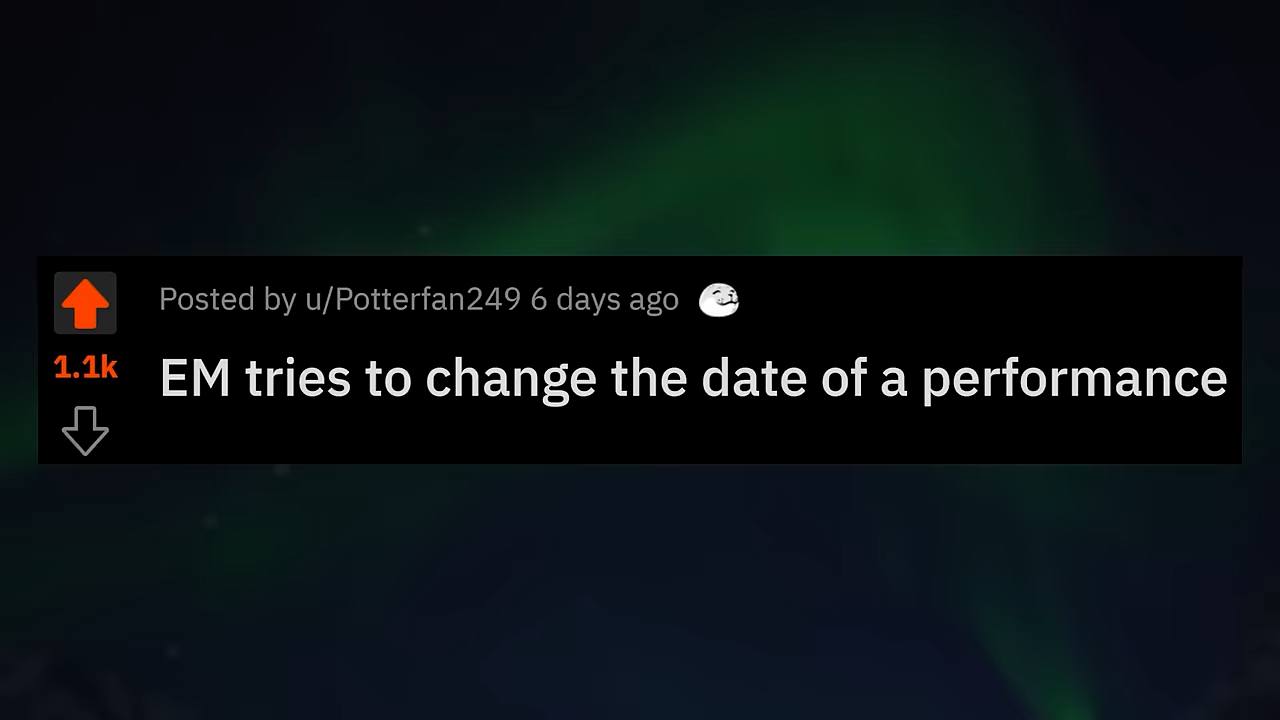 Posted by u/Potterfan249 6 days ago
1.1k
EM tries to change the date of a performance